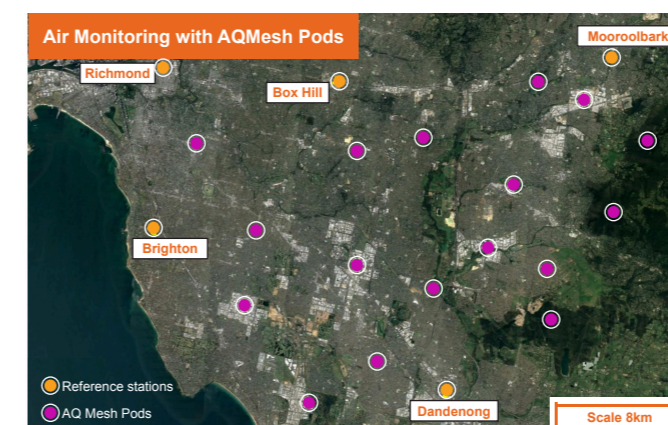 Air Monitoring with AQMesh Pods
Mooroolbark
Richmond
Box Hill
Brighton
Reference stations
AQ Mesh Pods
Dandenong
Scale 8km